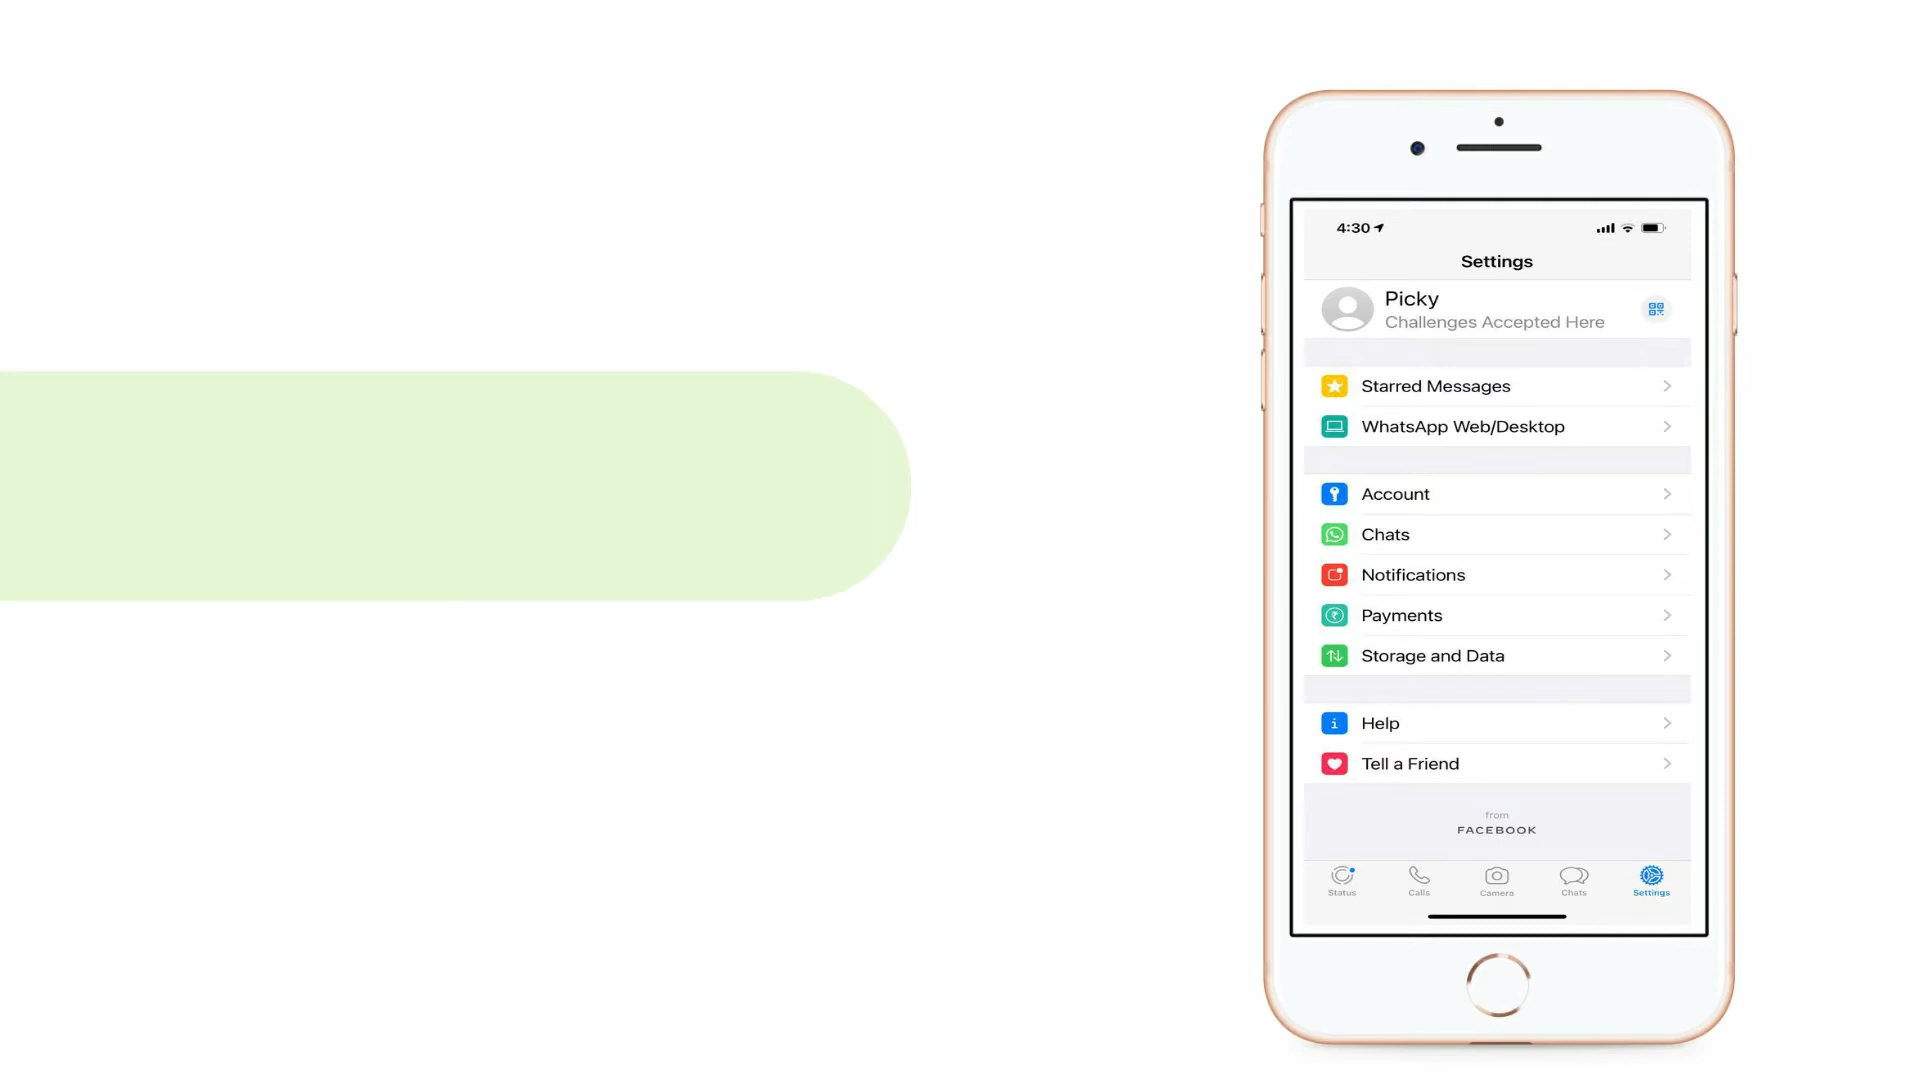 4:30
Settings
Picky
Challenges Accepted Here
Starred Messages
WhatsApp Web/Desktop
Account
Chats
Notifications
Payments
Storage and Data
Help
Tell a Friend
from
FACEBOOK
Status
Calls
Camera
Chats
Settings